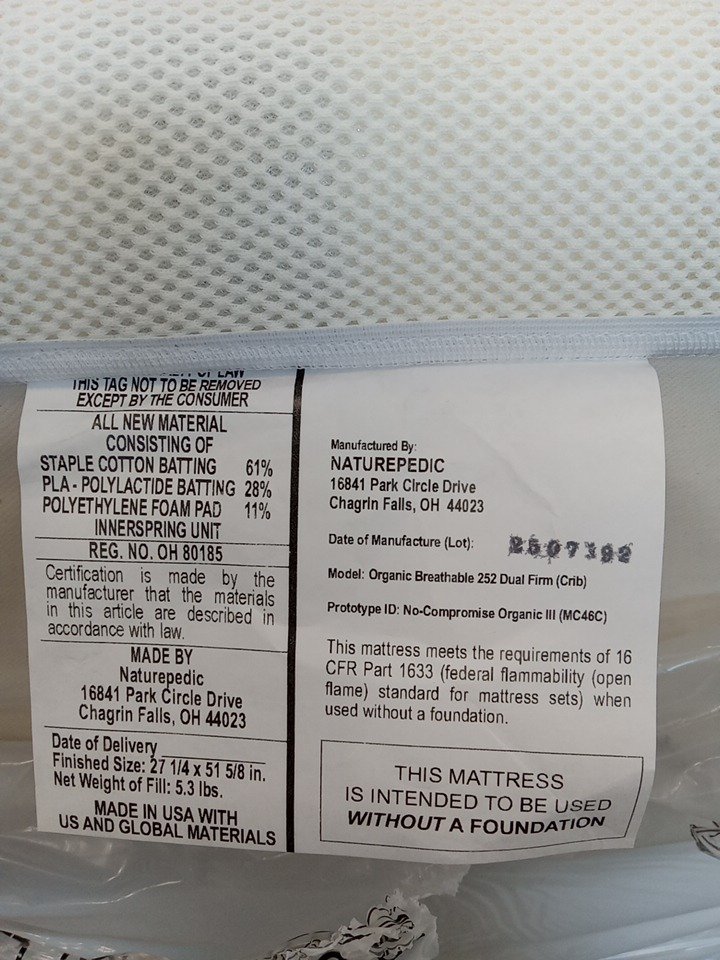 THIS TAG NOT TO BE REMOVED
EXCEPT BY THE CONSUMER
ALL NEW MATERIAL
CONSISTING OF
STAPLE COTTON BATTING 61%
PLA - POLYLACTIDE BATTING 28%
POLYETHYLENE FOAM PAD 11%
INNERSPRING UNIT
REG. NO. OH 80185
Certification is made by the
manufacturer that the materials
in this article are described in
accordance with law.
MADE BY
Naturepedic
16841 Park Circle Drive
Chagrin Falls, OH 44023
Date of Delivery
Finished Size: 27 1/4 x 51 5/8 in.
Net Weight of Fill: 5.3 lbs.
MADE IN USA WITH
US AND GLOBAL MATERIALS
Manufactured By:
NATUREPEDIC
16841 Park Circle Drive
Chagrin Falls, OH 44023
Date of Manufacture (Lot):
Model: Organic Breathable 252 Dual Firm (Crib)
Prototype ID: No-Compromise Organic III (MC46C)
This mattress meets the requirements of 16
CFR Part 1633 (federal flammability (open
flame) standard for mattress sets) when
used without a foundation.
THIS MATTRESS
IS INTENDED TO BE USED
WITHOUT A FOUNDATION